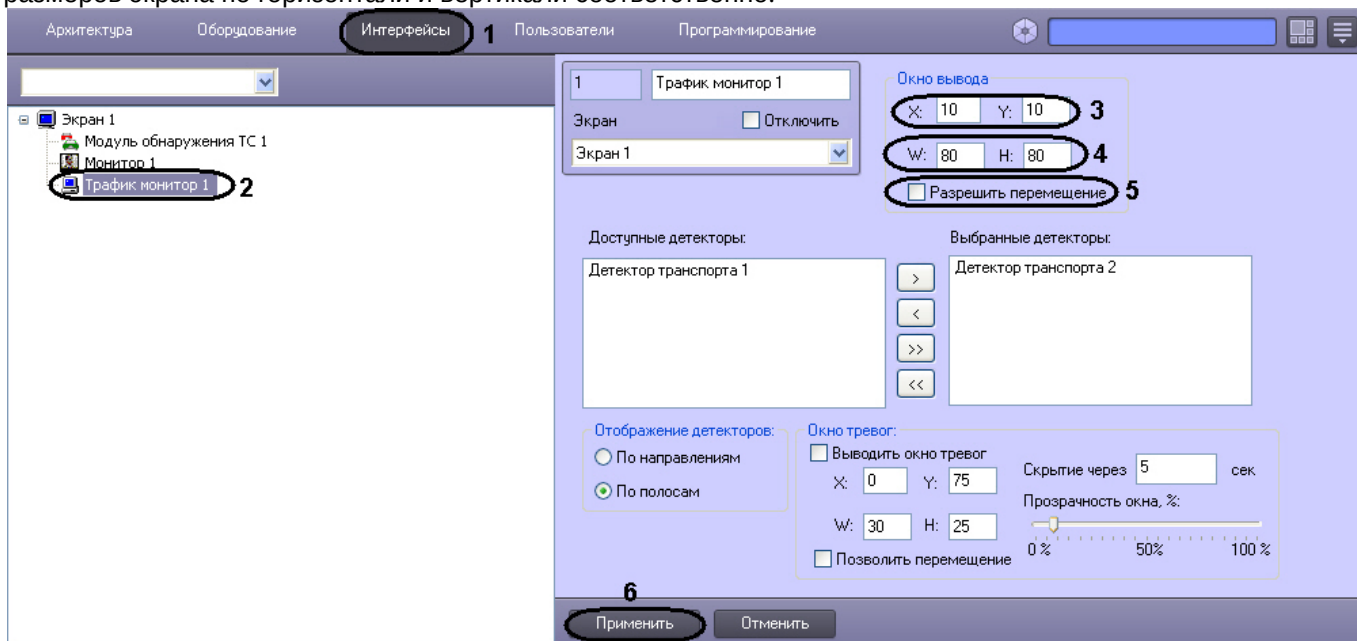 размеров экрана по горизонтали и вертикали соответственно.
Архитектура Оборудование Интерфейсы 1 Пользователи Программирование
1 Трафик монитор 1
Экран Отключить
Экран 1
Окно вывода
X: 10 Y: 10 3
W: 80 H: 80 4
Разрешить перемещение 5
Экран 1
Модуль обнаружения ТС 1
Монитор 1
Трафик монитор 1 2
Доступные детекторы: Выбранные детекторы:
Детектор транспорта 1 > Детектор транспорта 2
<
>>
<<
Отображение детекторов:
По направлениям
По полосам
Окно тревог:
Выводить окно тревог
X: 0 Y: 75
W: 30 H: 25
Позволить перемещение
Скрытие через 5 сек
Прозрачность окна, %:
0 % 50% 100 %
6
Применить Отменить